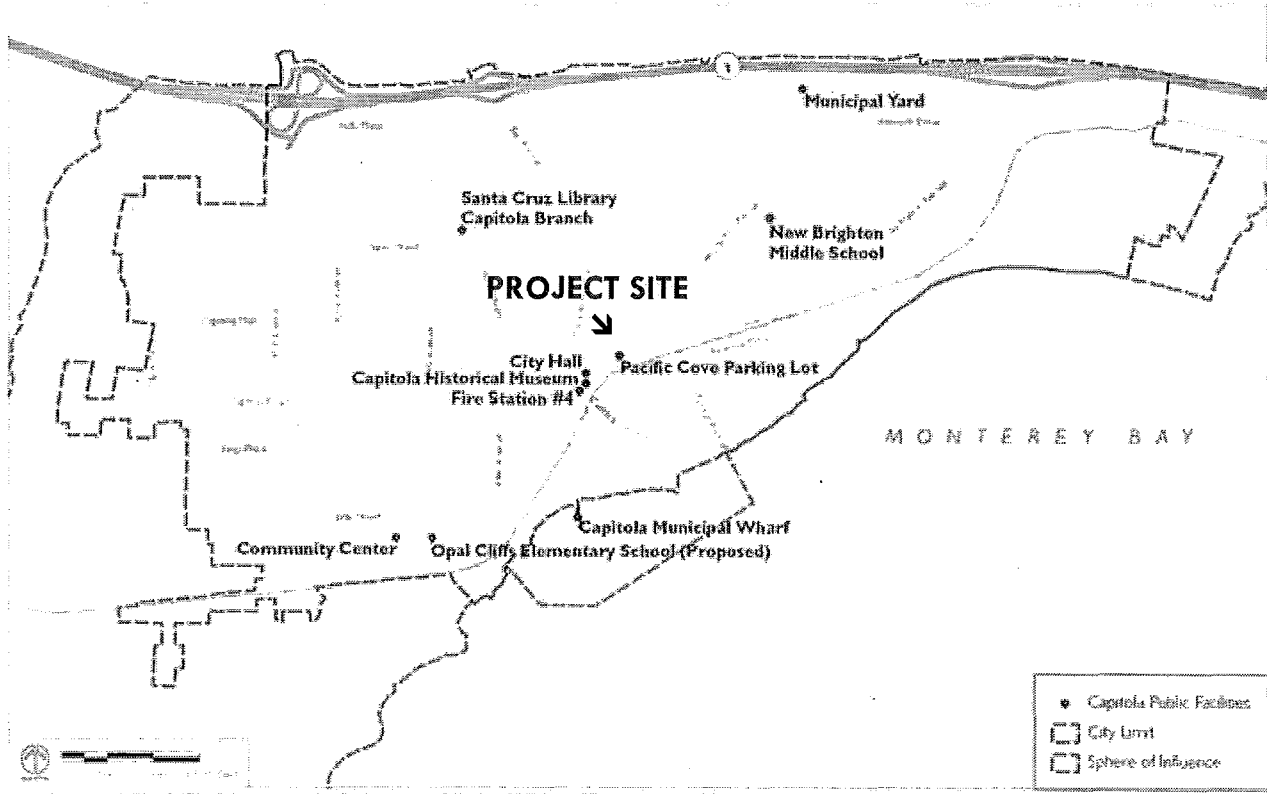 1
Municipal Yard
Santa Cruz Library
Capitola Branch
New Brighton
Middle School
PROJECT SITE
City Hall
Pacific Cove Parking Lot
Capitola Historical Museum
Fire Station #4
MONTEREY BAY
Capitola Municipal Wharf
Community Center
Opal Cliffs Elementary School (Proposed)
Capitola Public Facilities
City Limit
Sphere of Influence